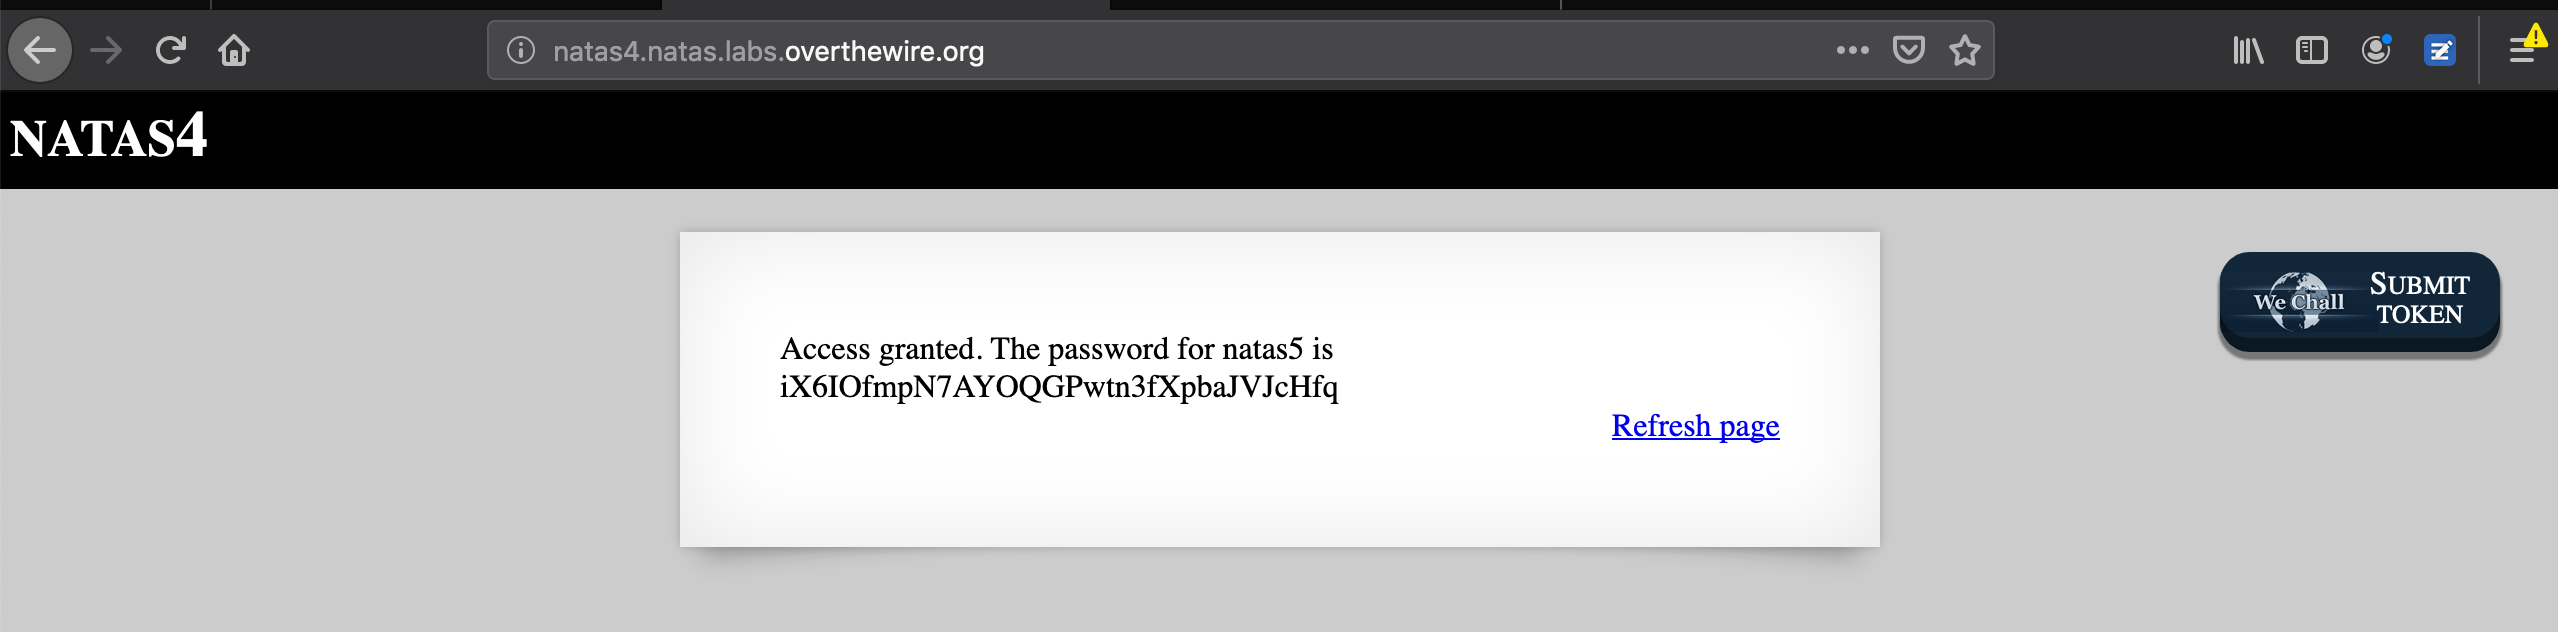 natas4.natas.labs.overthewire.org
NATAS4
Access granted. The password for natas5 is
iX6IOfmpN7AYOQGPwtn3fXpbaJVJcHfq
Refresh page
We Chall
SUBMIT
TOKEN